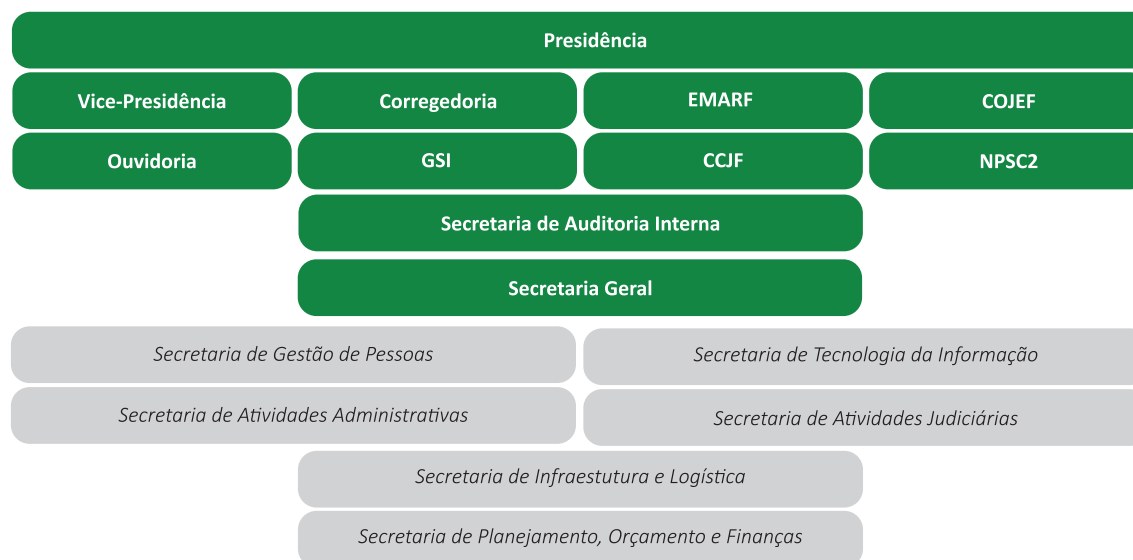 Presidência
Vice-Presidência
Corregedoria
EMARF
COJEF
Ouvidoria
GSI
CCJF
NPSC2
Secretaria de Auditoria Interna
Secretaria Geral
Secretaria de Gestão de Pessoas
Secretaria de Tecnologia da Informação
Secretaria de Atividades Administrativas
Secretaria de Atividades Judiciárias
Secretaria de Infraestutura e Logística
Secretaria de Planejamento, Orçamento e Finanças